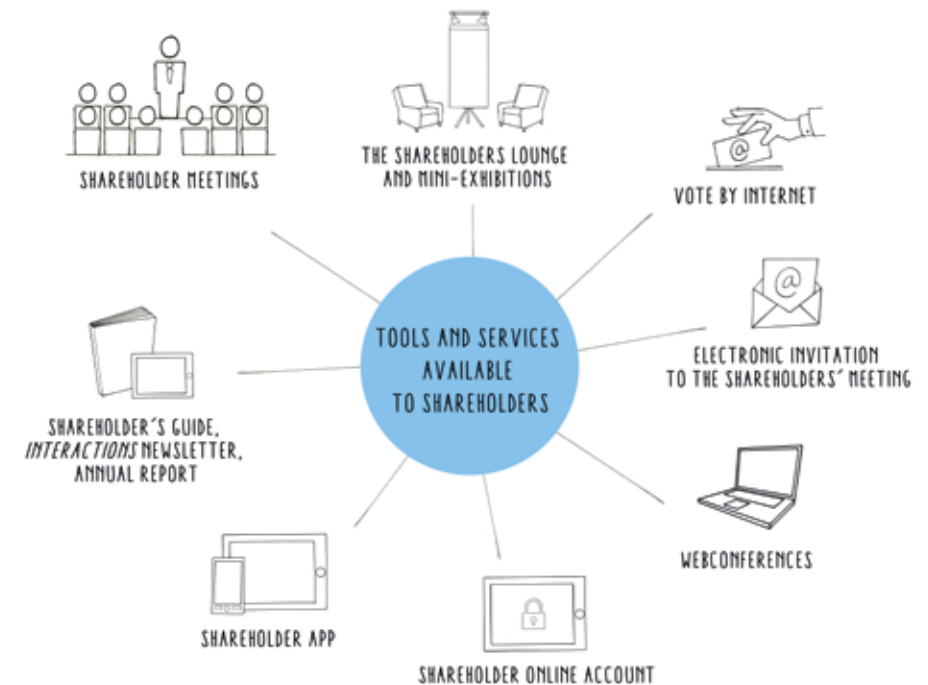 SHAREHOLDER MEETINGS
THE SHAREHOLDERS LOUNGE
AND MINI-EXHIBITIONS
@
VOTE BY INTERNET
@
ELECTRONIC INVITATION
TO THE SHAREHOLDERS' MEETING
TOOLS AND SERVICES
AVAILABLE
TO SHAREHOLDERS
SHAREHOLDER'S GUIDE,
INTERACTIONS NEWSLETTER,
ANNUAL REPORT
WEBCONFERENCES
SHAREHOLDER APP
SHAREHOLDER ONLINE ACCOUNT